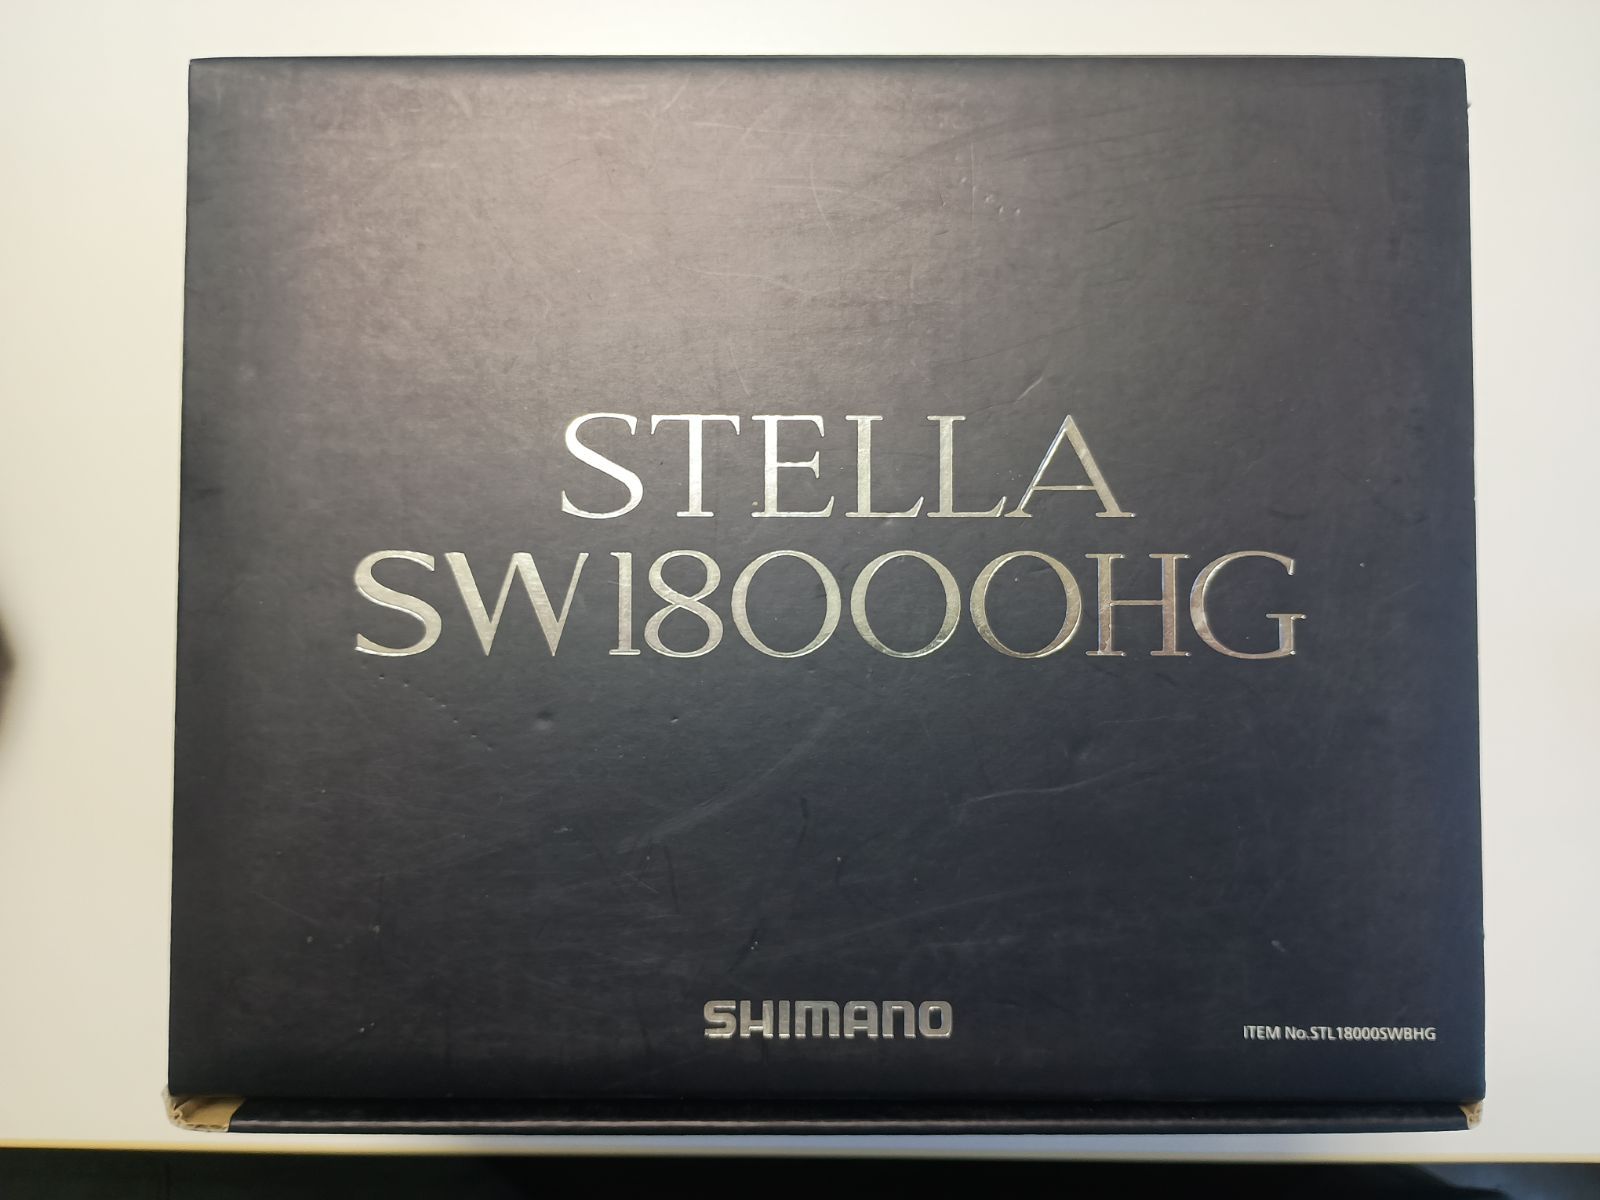 STELLA
SW18000HG
SHIMANO
ITEM No.STL18000SWBHG